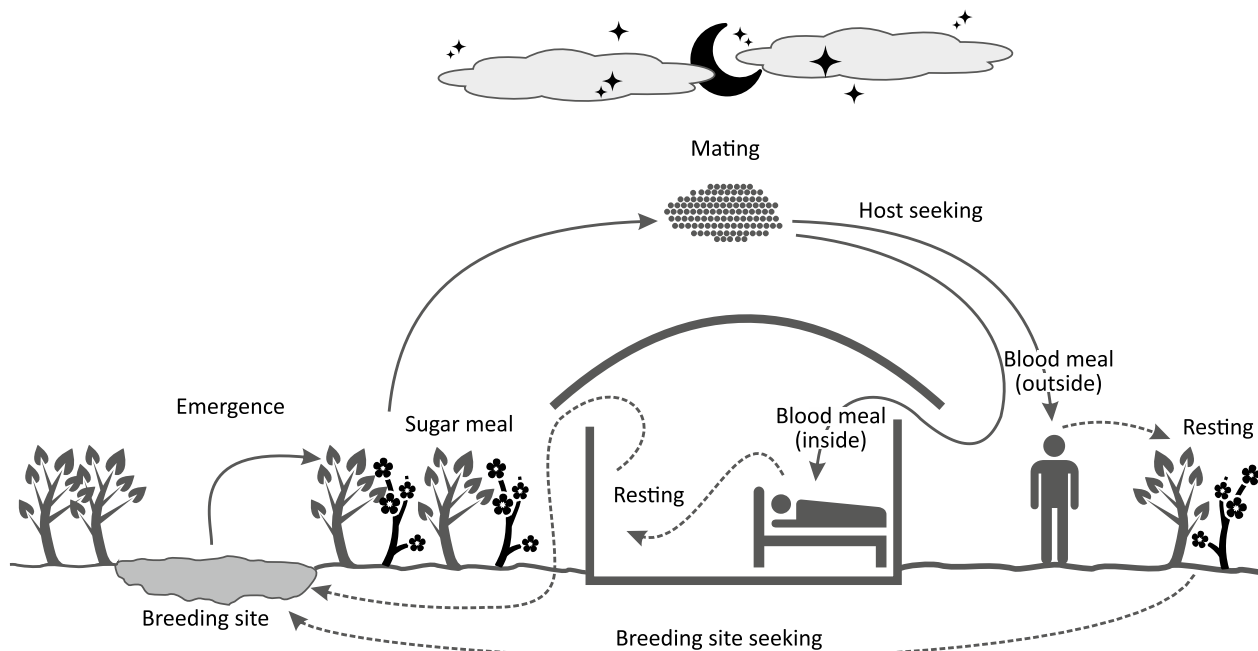 Mating
Host seeking
Blood meal
(outside)
Emergence
Sugar meal
Blood meal
(inside)
Resting
Resting
Breeding site
Breeding site seeking